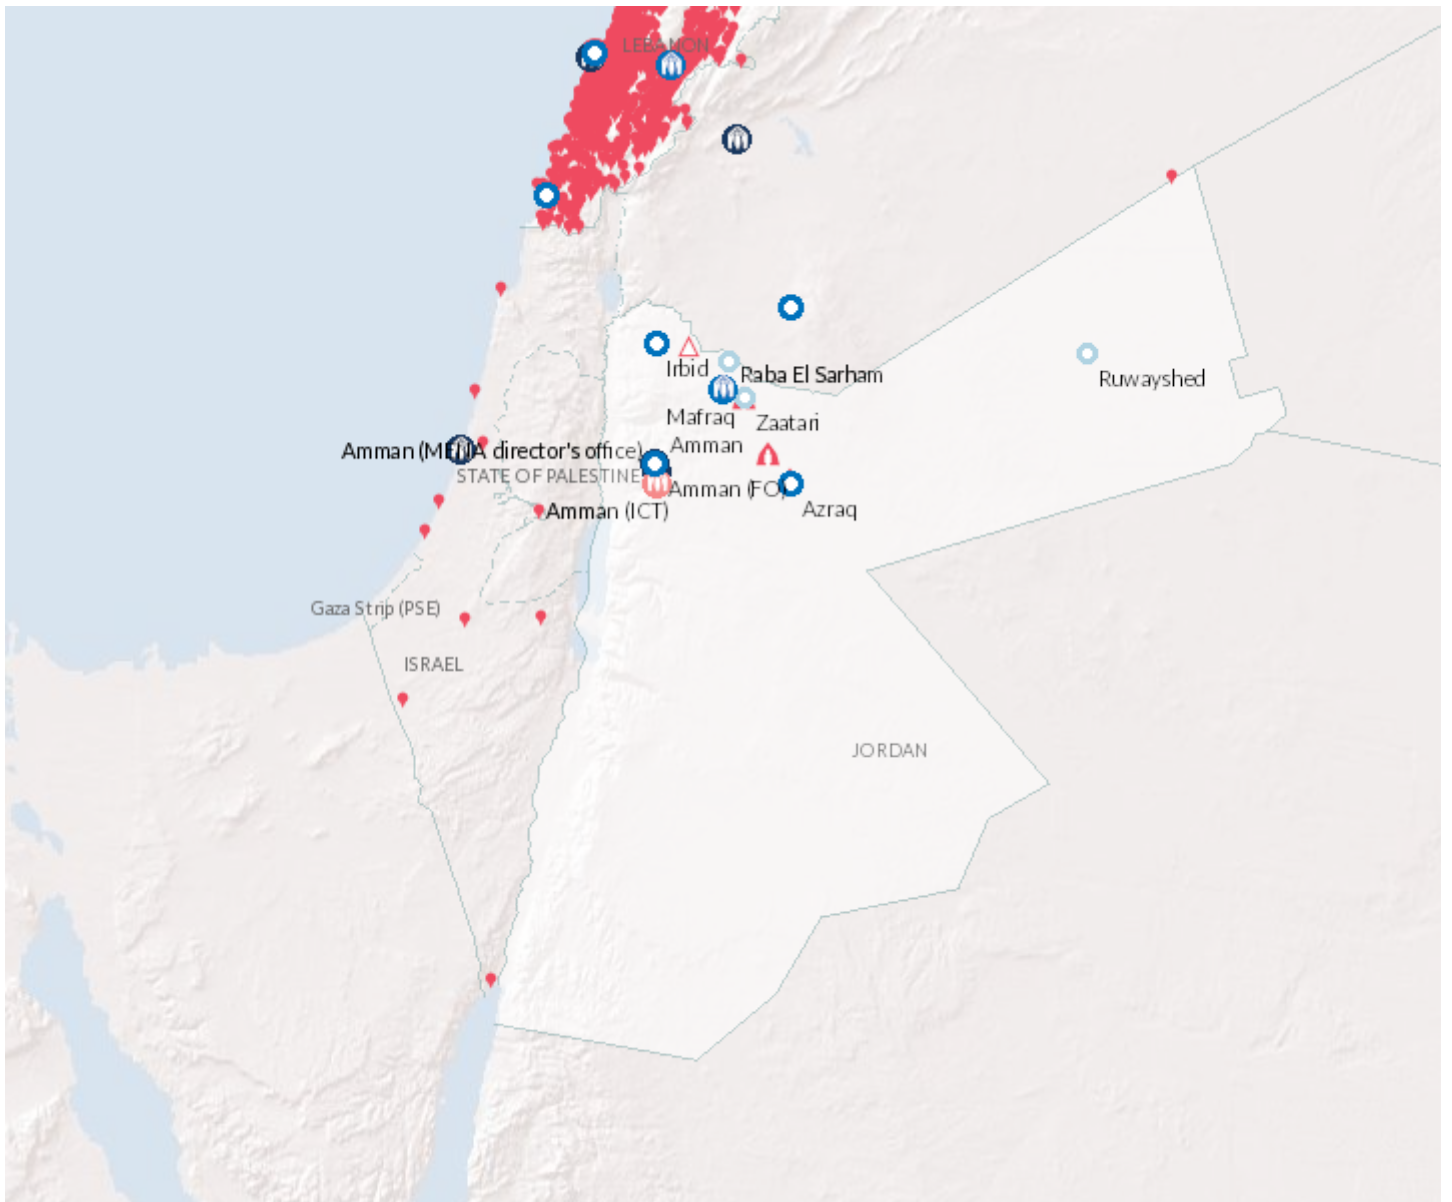 LEBANON
Irbid
Raba El Sarham
Ruwayshed
Mafraq
Zaatari
Amman
Amman (MENA director's office)
STATE OF PALESTINE
Amman (FO)
Amman (ICT)
Azraq
Gaza Strip (PSE)
ISRAEL
JORDAN